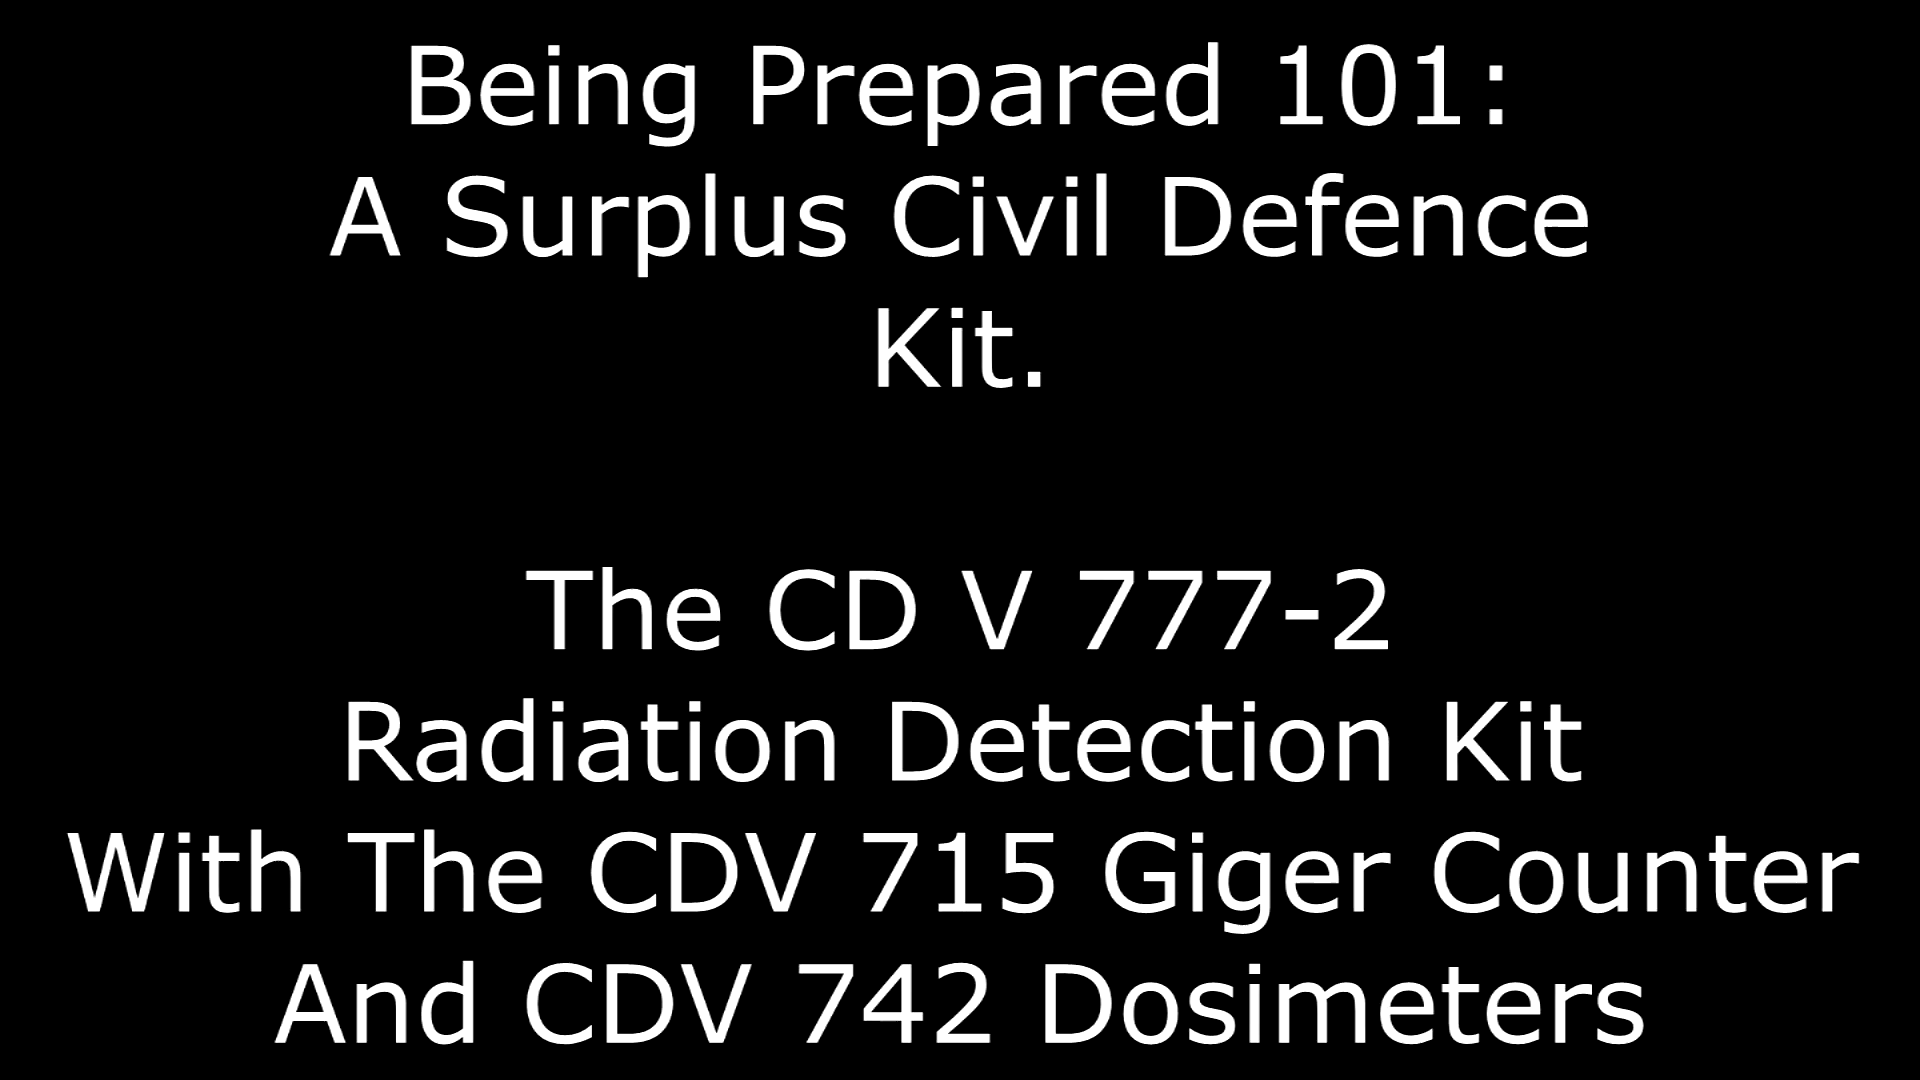 Being Prepared 101:
A Surplus Civil Defence
Kit.
The CD V 777-2
Radiation Detection Kit
With The CDV 715 Giger Counter
And CDV 742 Dosimeters